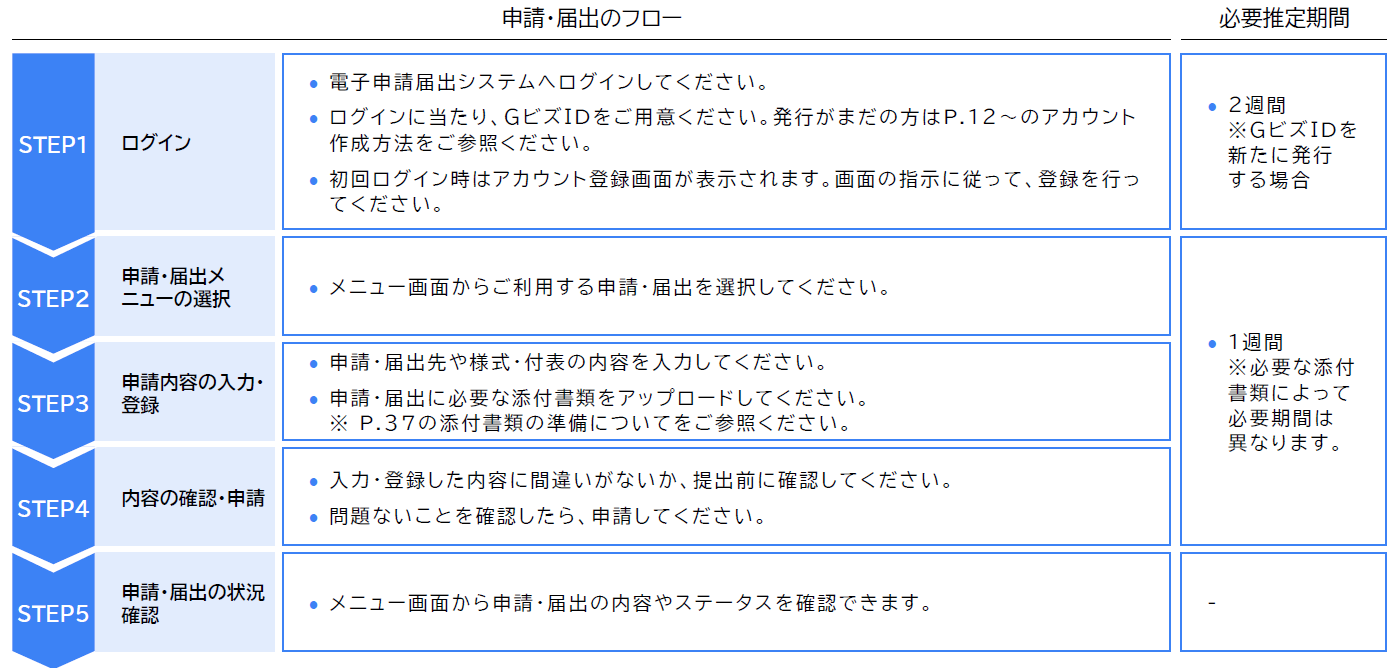 申請・届出のフロー
必要推定期間
STEP1
ログイン
● 電子申請届出システムへログインしてください。
● ログインに当たり、GビズIDをご用意ください。発行がまだの方はP.12～のアカウント
作成方法をご参照ください。
● 初回ログイン時はアカウント登録画面が表示されます。画面の指示に従って、登録を行っ
てください。
● 2週間
※GビズIDを
新たに発行
する場合
STEP2
申請・届出メ
ニューの選択
● メニュー画面からご利用する申請・届出を選択してください。
STEP3
申請内容の入力・
登録
● 申請・届出先や様式・付表の内容を入力してください。
● 申請・届出に必要な添付書類をアップロードしてください。
※ P.37の添付書類の準備についてをご参照ください。
● 1週間
※必要な添付
書類によって
必要期間は
異なります。
STEP4
内容の確認・申請
● 入力・登録した内容に間違いがないか、提出前に確認してください。
● 問題ないことを確認したら、申請してください。
STEP5
申請・届出の状況
確認
● メニュー画面から申請・届出の内容やステータスを確認できます。
-